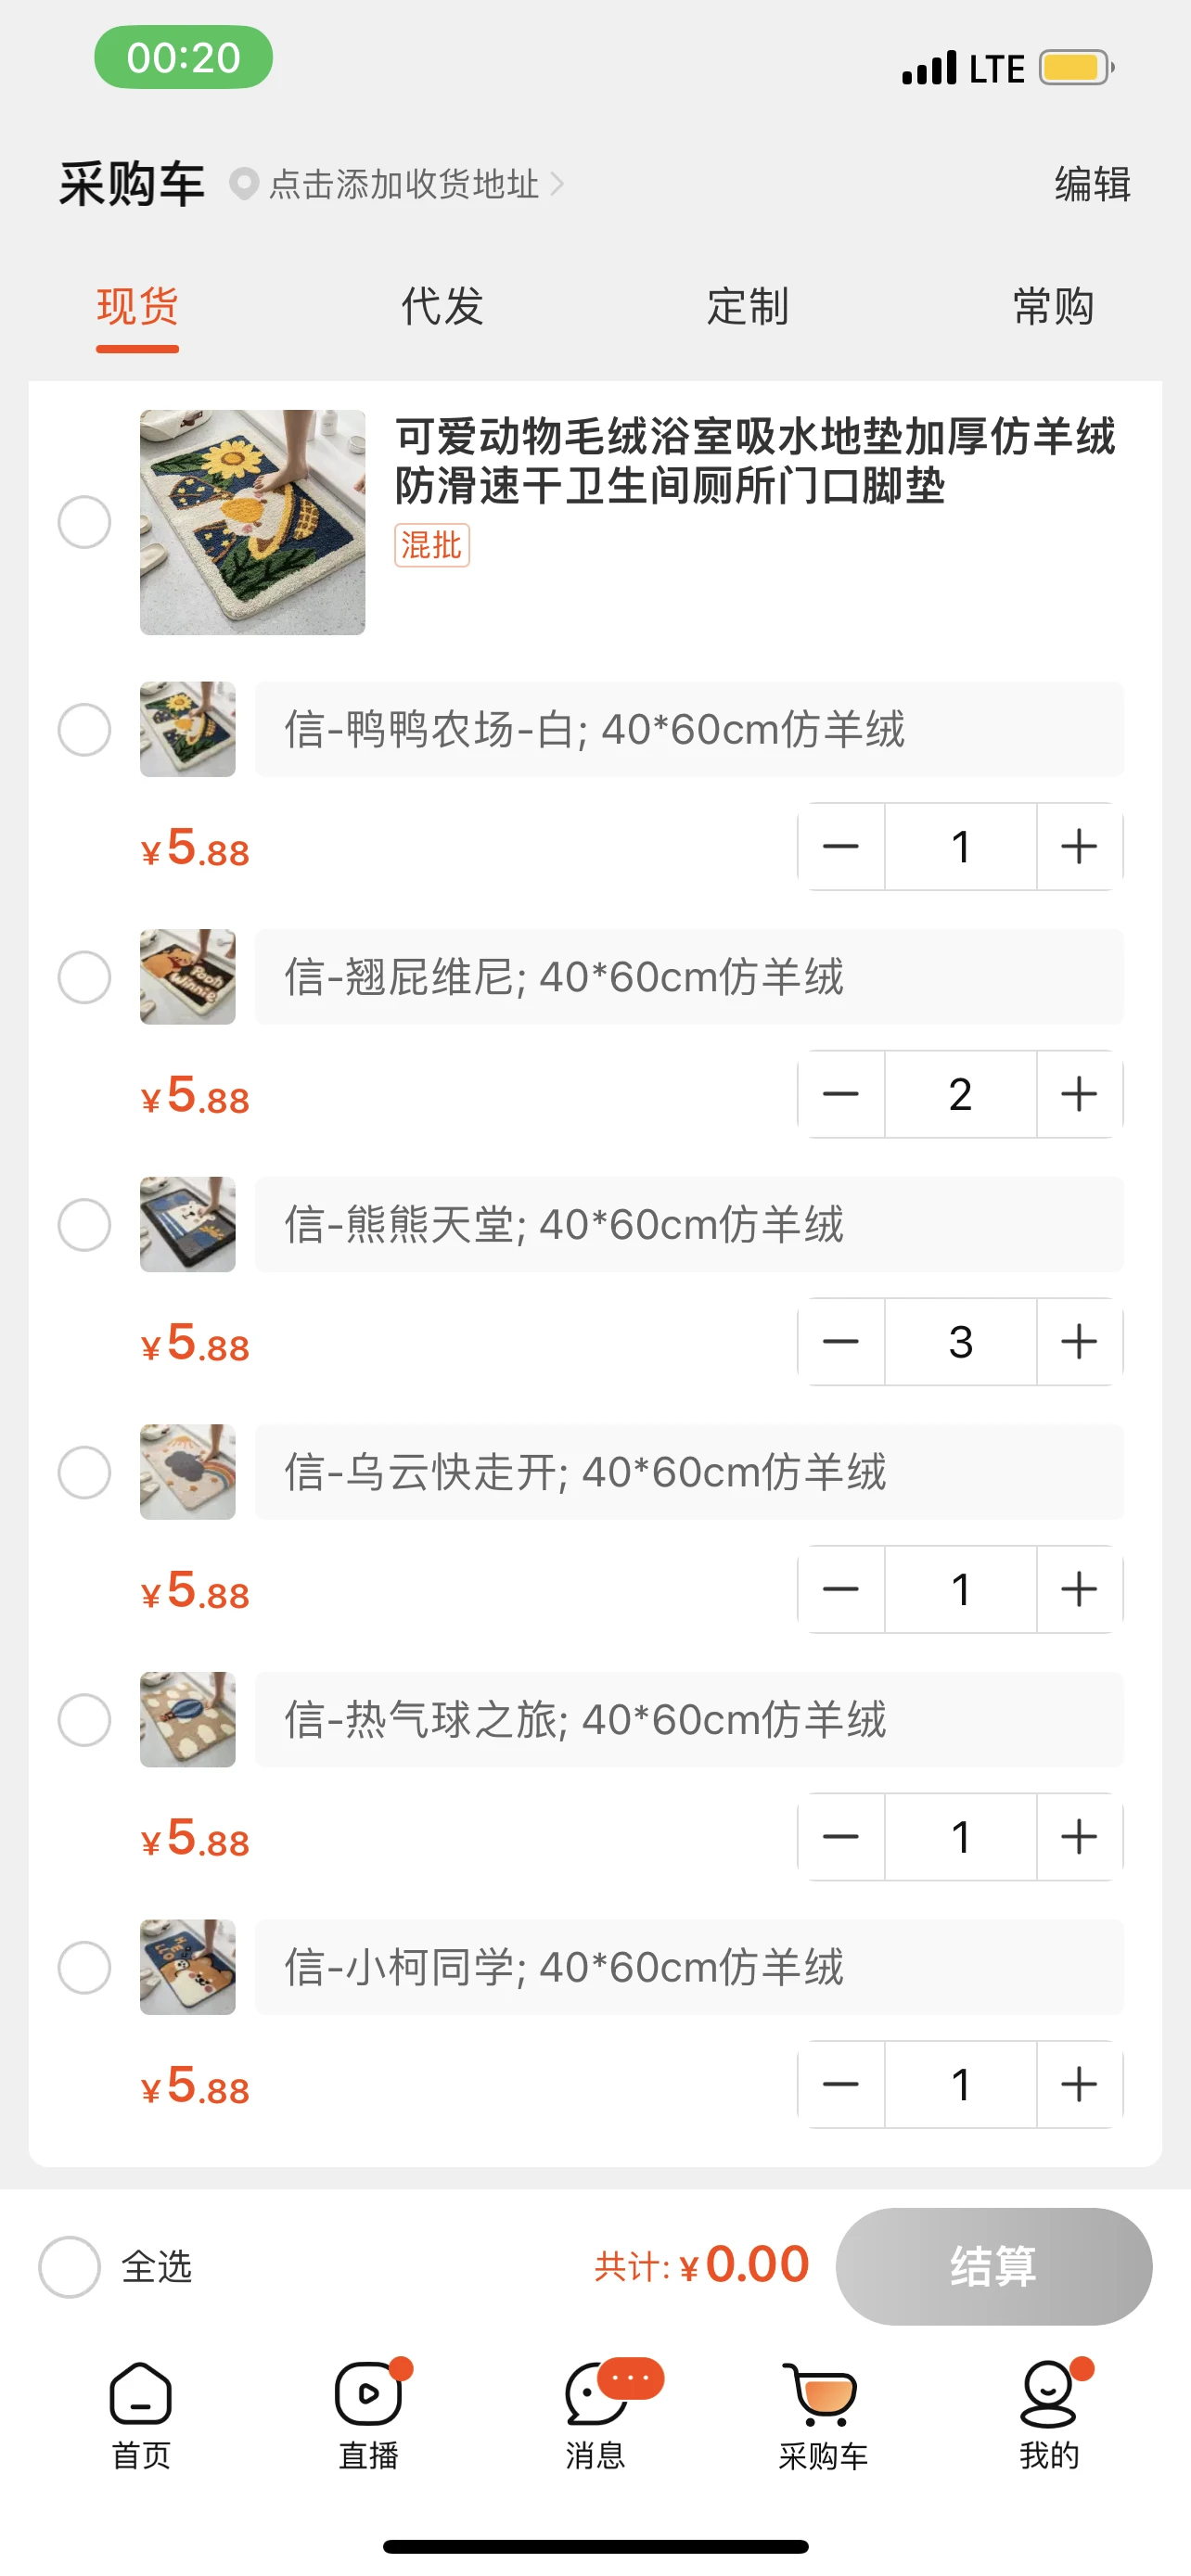 00:20
LTE
采购车
点击添加收货地址
编辑
现货
代发
定制
常购
可爱动物毛绒浴室吸水地垫加厚仿羊绒
防滑速干卫生间厕所门口脚垫
混批
信-鸭鸭农场-白; 40*60cm仿羊绒
¥5.88
1
Pooh
Winnie
信-翘屁维尼; 40*60cm仿羊绒
¥5.88
2
信-熊熊天堂; 40*60cm仿羊绒
¥5.88
3
信-乌云快走开; 40*60cm仿羊绒
¥5.88
1
信-热气球之旅; 40*60cm仿羊绒
¥5.88
1
信-小柯同学; 40*60cm仿羊绒
¥5.88
1
全选
共计: ¥0.00
结算
首页
直播
消息
采购车
我的